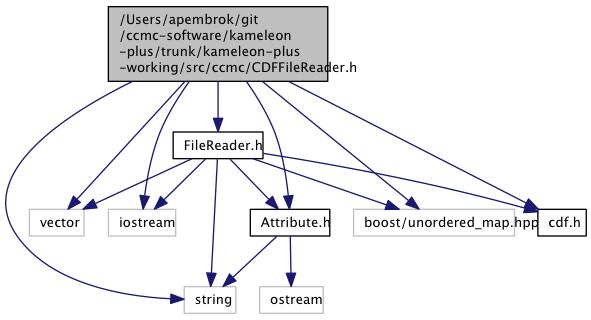 /Users/apembrok/git
/ccmc-software/kameleon
-plus/trunk/kameleon-plus
-working/src/ccmc/CDFFileReader.h
FileReader.h
vector
iostream
Attribute.h
boost/unordered_map.hpp
cdf.h
string
ostream